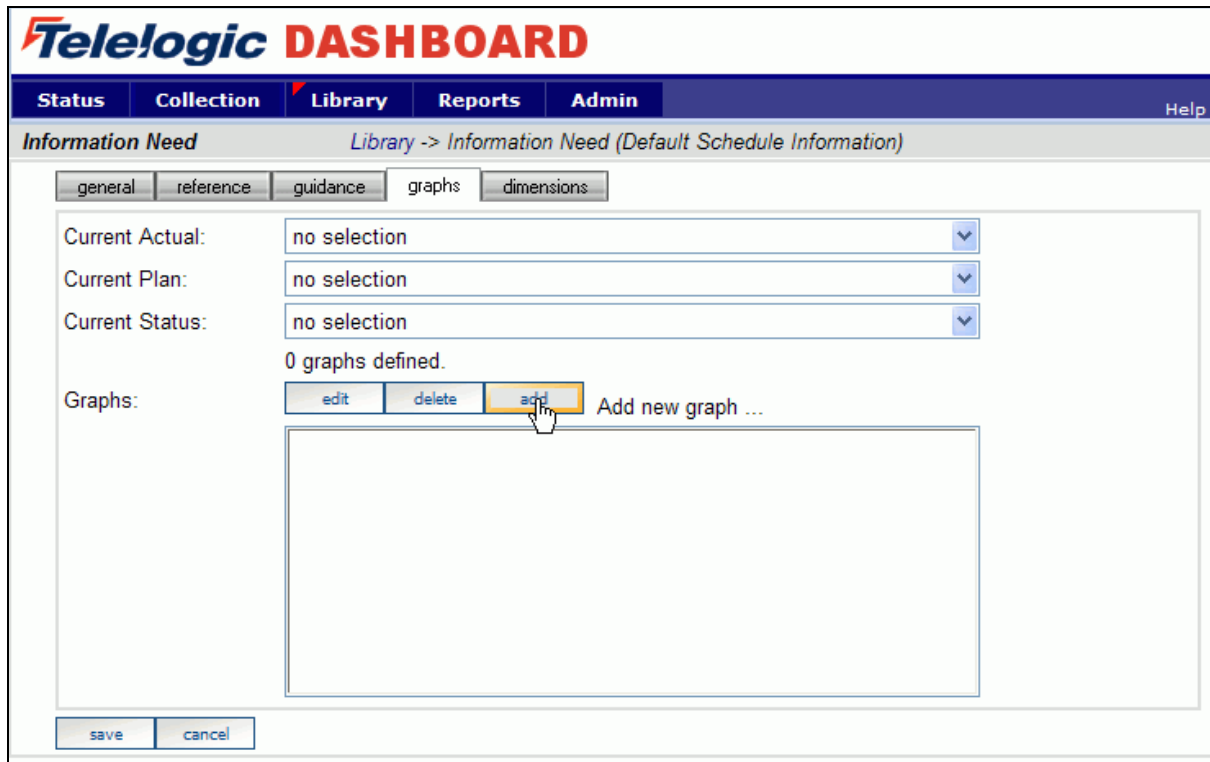 Telelogic DASHBOARD
Status Collection Library Reports Admin Help
Information Need Library -> Information Need (Default Schedule Information)
general reference guidance graphs dimensions
Current Actual: no selection
Current Plan: no selection
Current Status: no selection
0 graphs defined.
Graphs: edit delete add Add new graph ...
save cancel